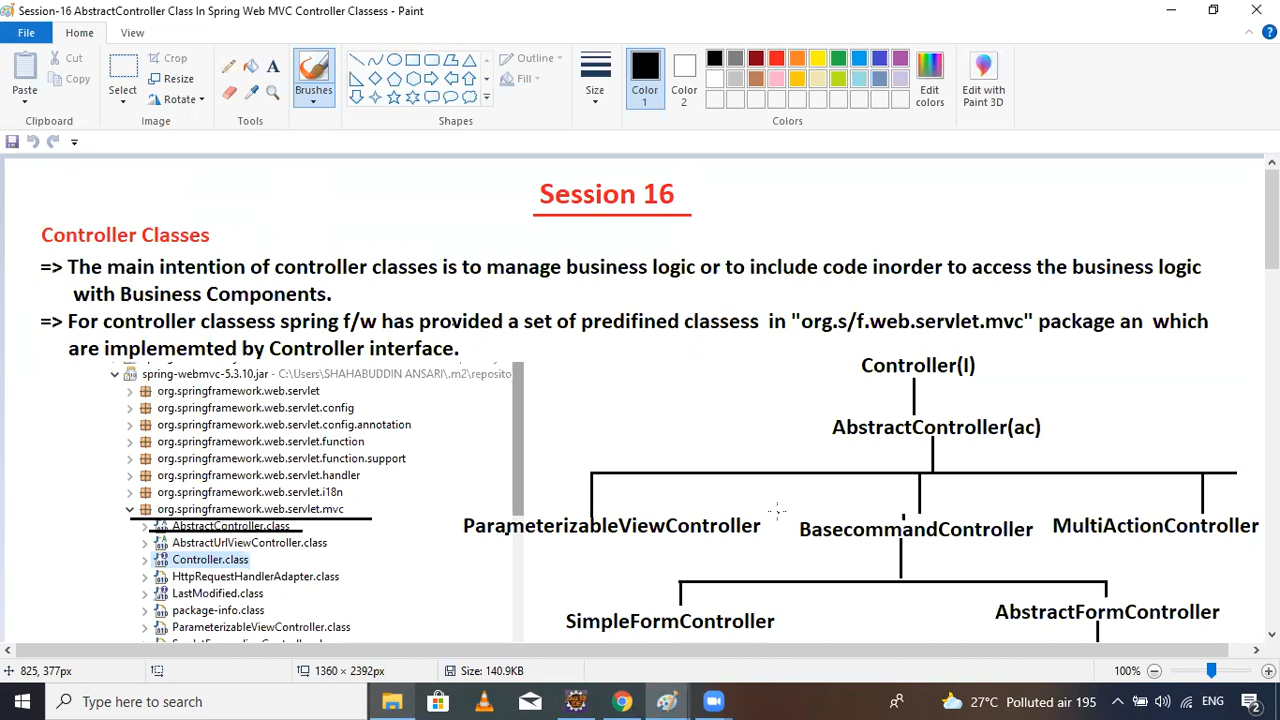 Session-16 AbstractController Class In Spring Web MVC Controller Classess - Paint
File Home View
Paste
Cut
Copy
Clipboard
Select
Crop
Resize
Rotate
Image
Tools
Brushes
Shapes
Outline
Fill
Size
Color 1
Color 2
Colors
Edit colors
Edit with Paint 3D
Session 16
Controller Classes
=> The main intention of controller classes is to manage business logic or to include code inorder to access the business logic
with Business Components.
=> For controller classess spring f/w has provided a set of predifined classess in "org.s/f.web.servlet.mvc" package an which
are implememted by Controller interface.
spring-webmvc-5.3.10.jar - C:\Users\SHAHABUDDIN ANSARI\.m2\reposito
org.springframework.web.servlet
org.springframework.web.servlet.config
org.springframework.web.servlet.config.annotation
org.springframework.web.servlet.function
org.springframework.web.servlet.function.support
org.springframework.web.servlet.handler
org.springframework.web.servlet.i18n
org.springframework.web.servlet.mvc
AbstractController.class
AbstractUrlViewController.class
Controller.class
HttpRequestHandlerAdapter.class
LastModified.class
package-info.class
ParameterizableViewController.class
Controller(I)
AbstractController(ac)
ParameterizableViewController
BasecommandController
MultiActionController
SimpleFormController
AbstractFormController
825, 377px
1360 × 2392px
Size: 140.9KB
100%
Type here to search
27°C Polluted air 195
ENG
2